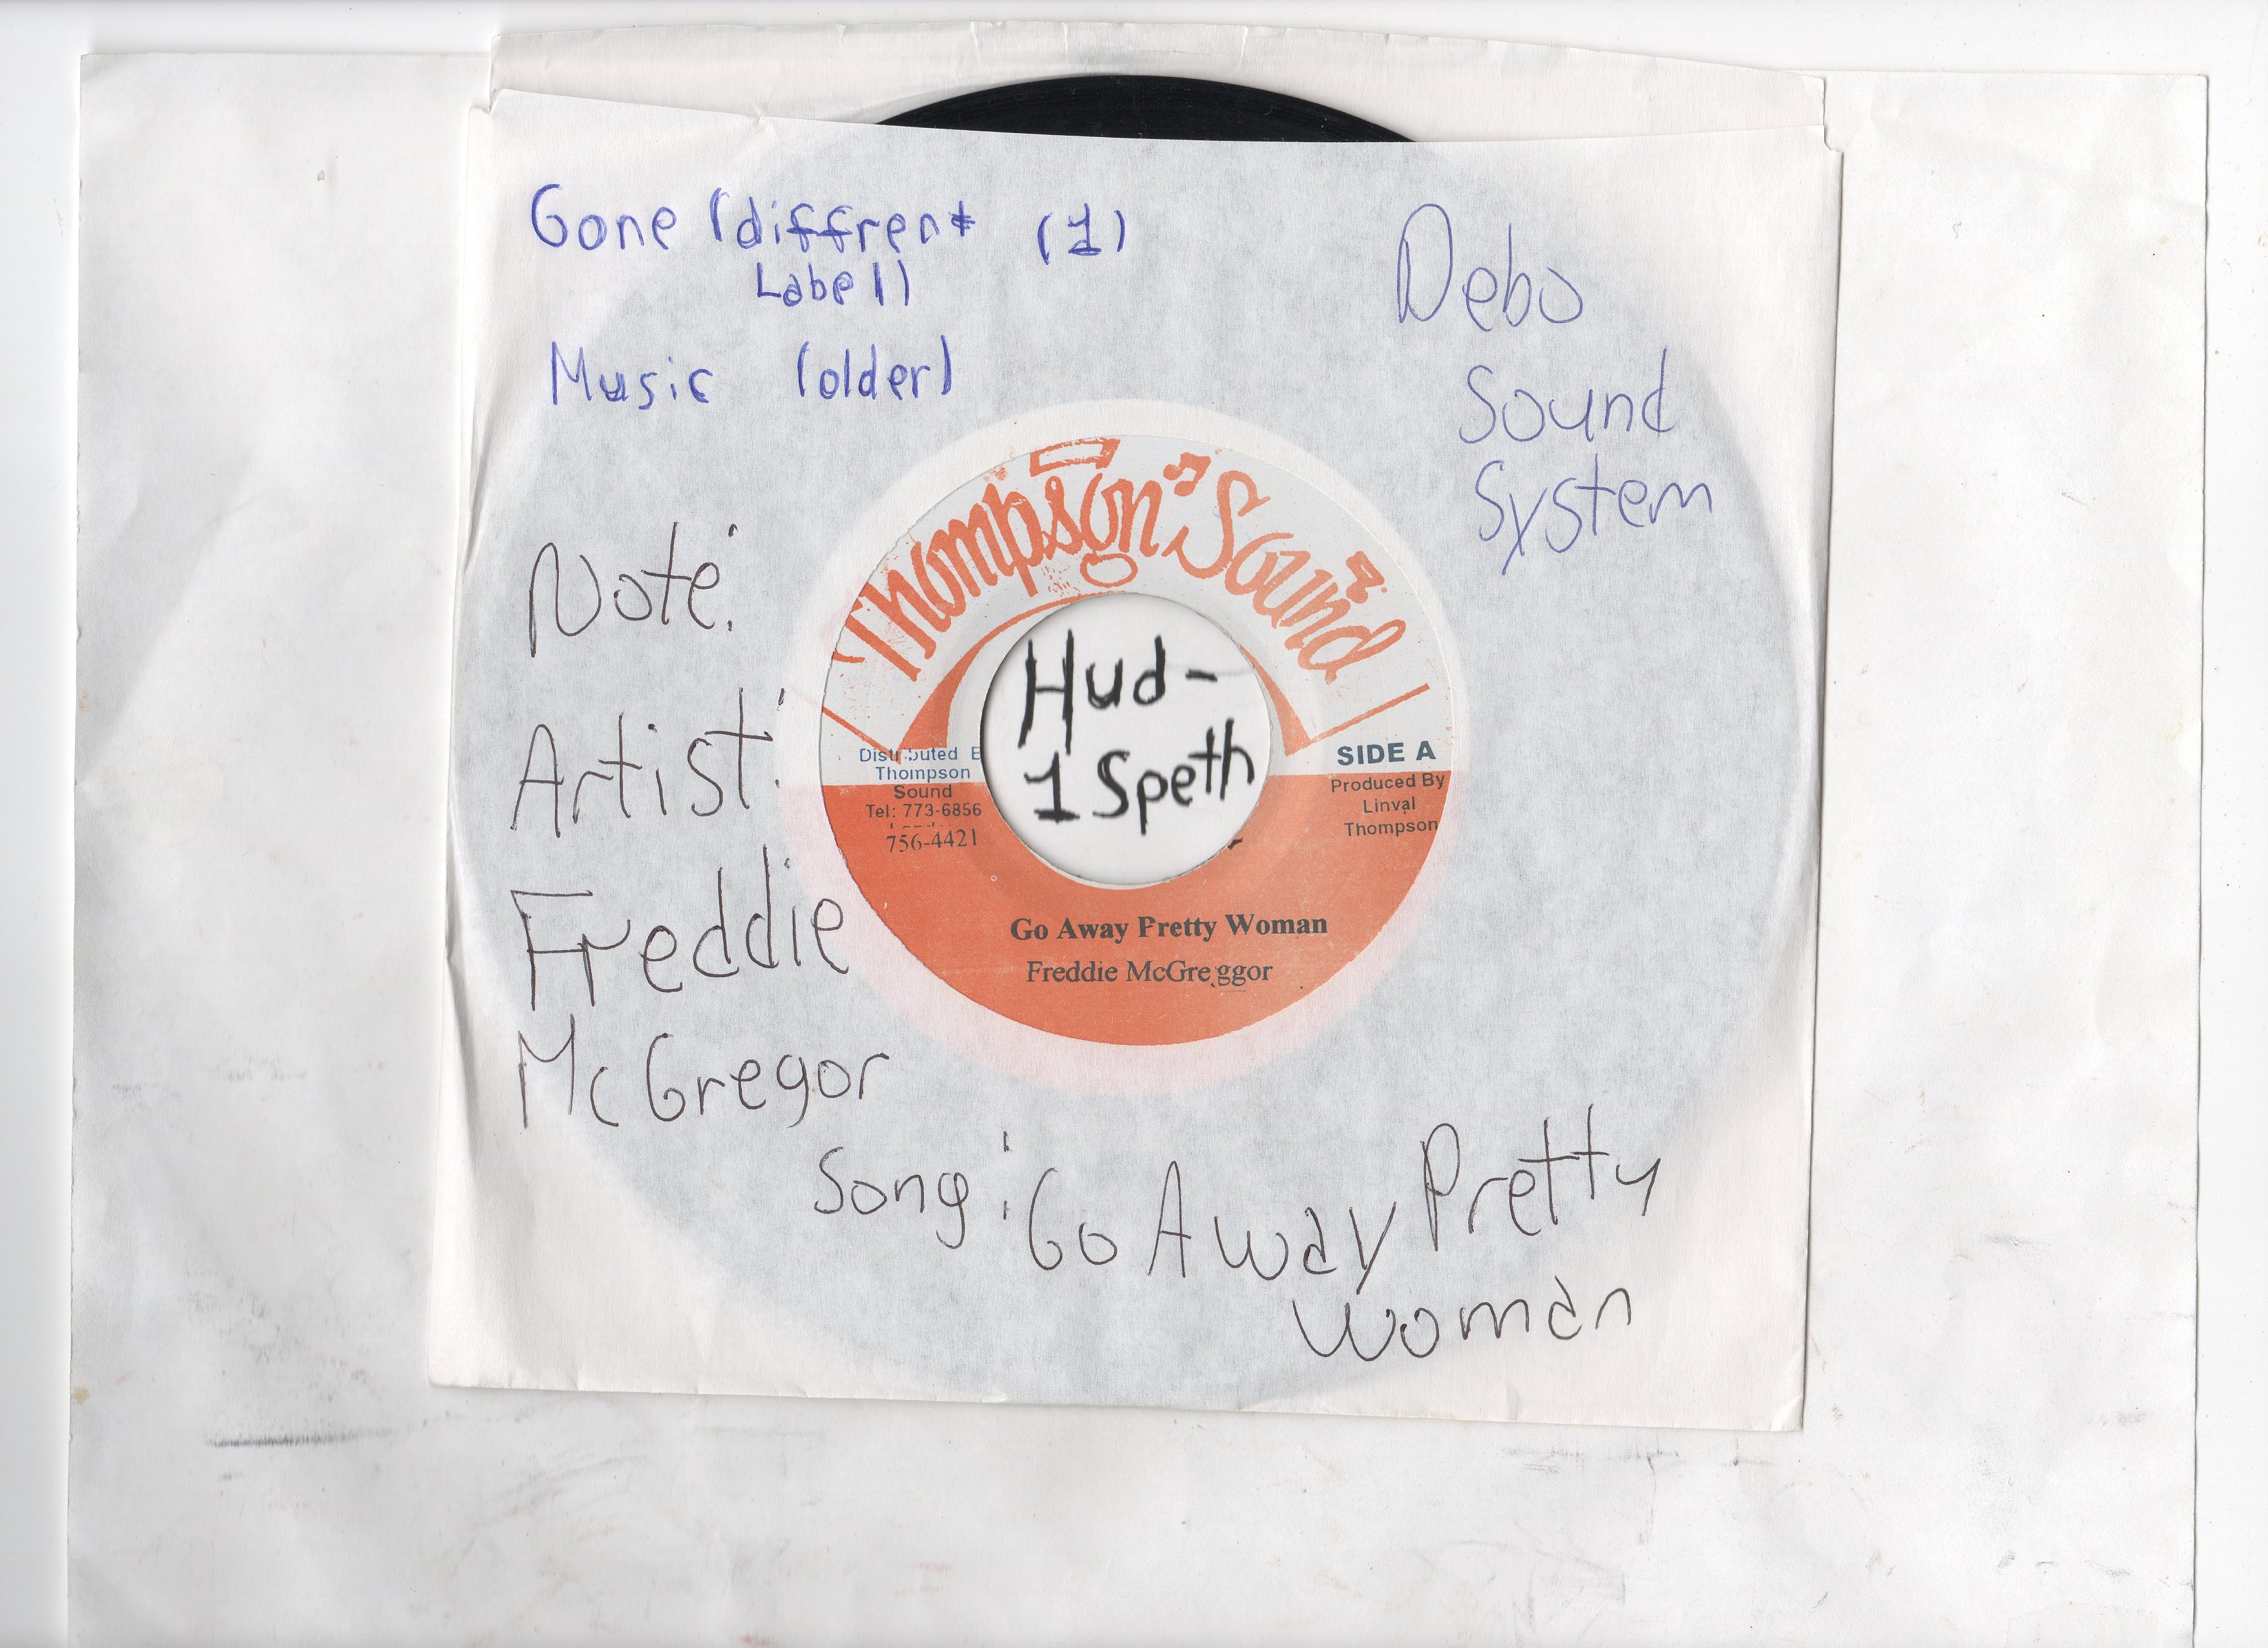 Gone (diffrent (1)
Label)
Music (older)
Debo
Sound
System
Note:
Artist:
Freddie
McGregor
Song: Go Away Pretty
Woman
Thompson Sound
Hud-
1 Speth
Distributed B
Thompson
Sound
Tel: 773-6856
756-4421
SIDE A
Produced By
Linval
Thompson
Go Away Pretty Woman
Freddie McGreggor